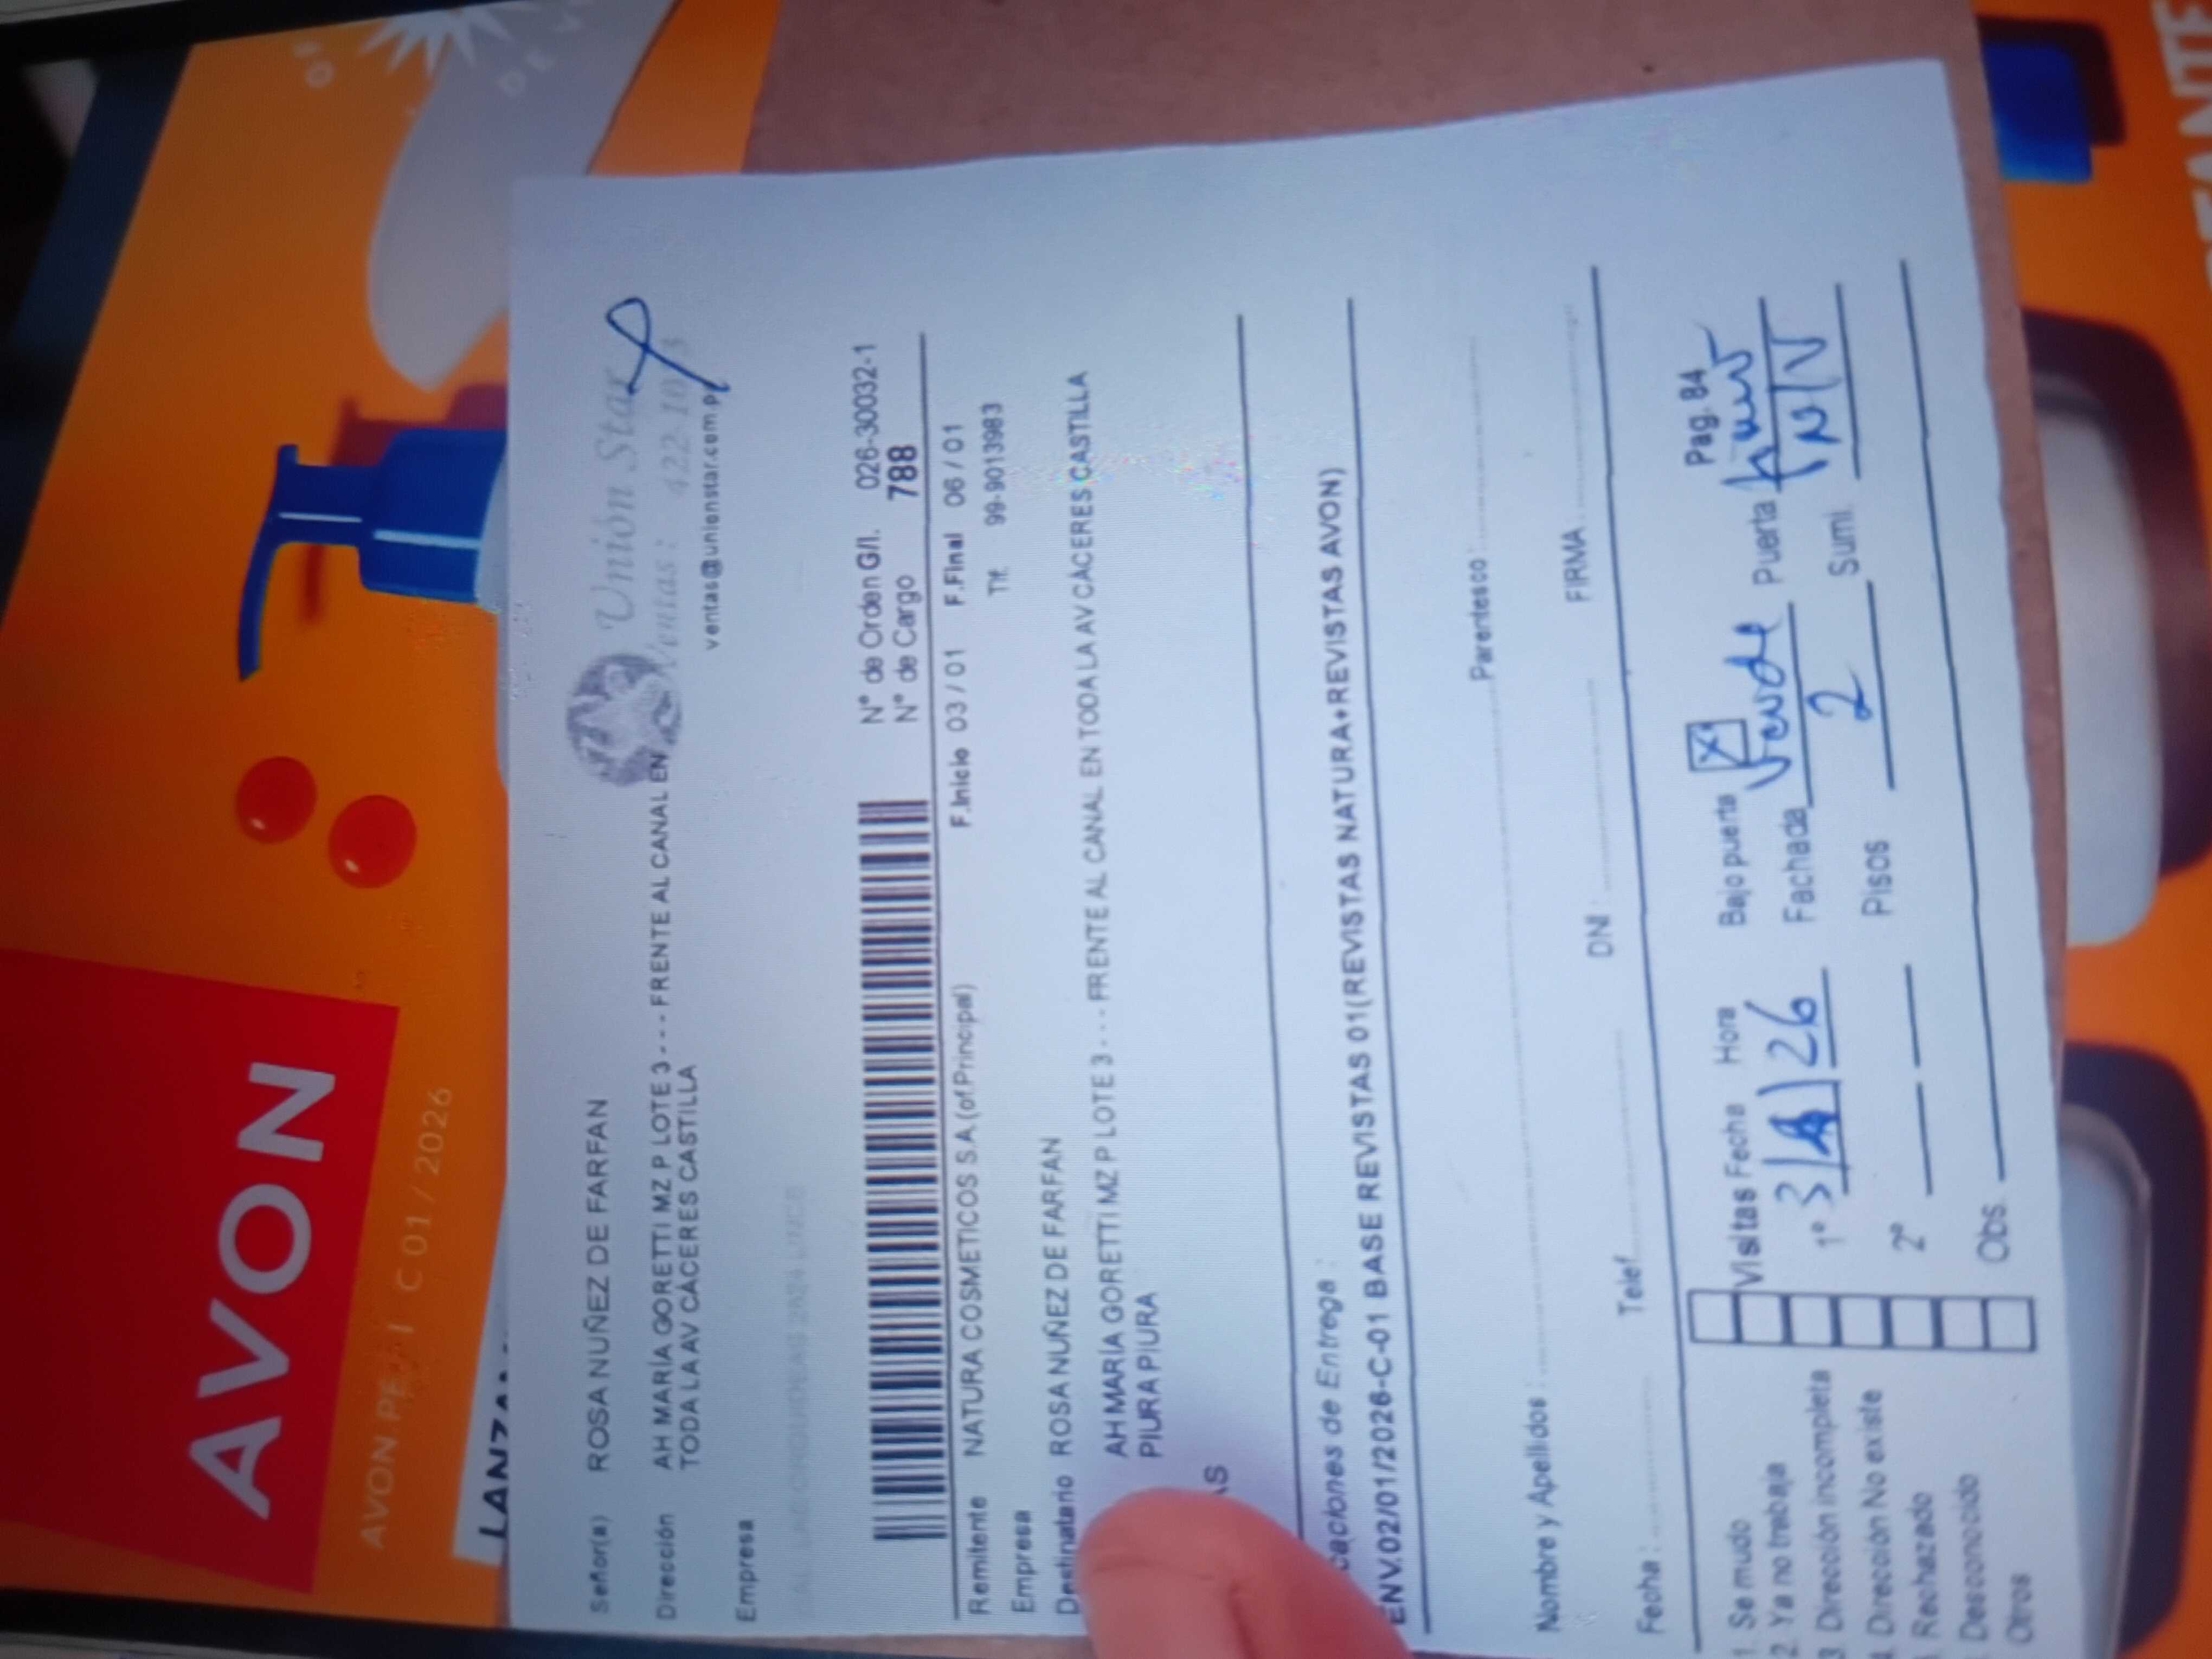 AVON
AVON PERÚ | C 01 / 2026
Unión Star
Ventas: 422-10
ventas@unionstar.com.p
Señor(a) ROSA NUÑEZ DE FARFAN
Dirección AH MARÍA GORETTI MZ P LOTE 3 - - - FRENTE AL CANAL EN
TODA LA AV CÁCERES CASTILLA
Empresa
N° de Orden G/I. 026-30032-1
N° de Cargo 788
F.Inicio 03 / 01 F.Final 06 / 01
Remitente NATURA COSMETICOS S.A.(of.Principal)
Tlf. 99-9013983
Empresa
Destinatario ROSA NUÑEZ DE FARFAN
AH MARÍA GORETTI MZ P LOTE 3 - - - FRENTE AL CANAL EN TODA LA AV CÁCERES CASTILLA
PIURA PIURA
AS
caciones de Entrega :
ENV.02/01/2026-C-01 BASE REVISTAS 01(REVISTAS NATURA+REVISTAS AVON)
Nombre y Apellidos : Parentesco :
Fecha : Telef. DNI : FIRMA
Pag. 84
1. Se mudo
2. Ya no trabaja
3 Dirección incompleta
4. Dirección No existe
Rechazado
Desconocido
Otros
Visitas Fecha Hora Bajo puerta X
1° 3 26 Fachada Verde Puerta
2° Pisos 2 Sumi. N/V
Obs.